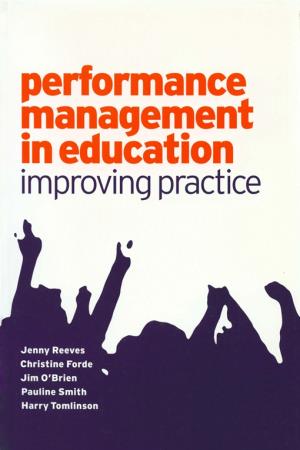 performance
management
in education
improving practice
Jenny Reeves
Christine Forde
Jim O'Brien
Pauline Smith
Harry Tomlinson